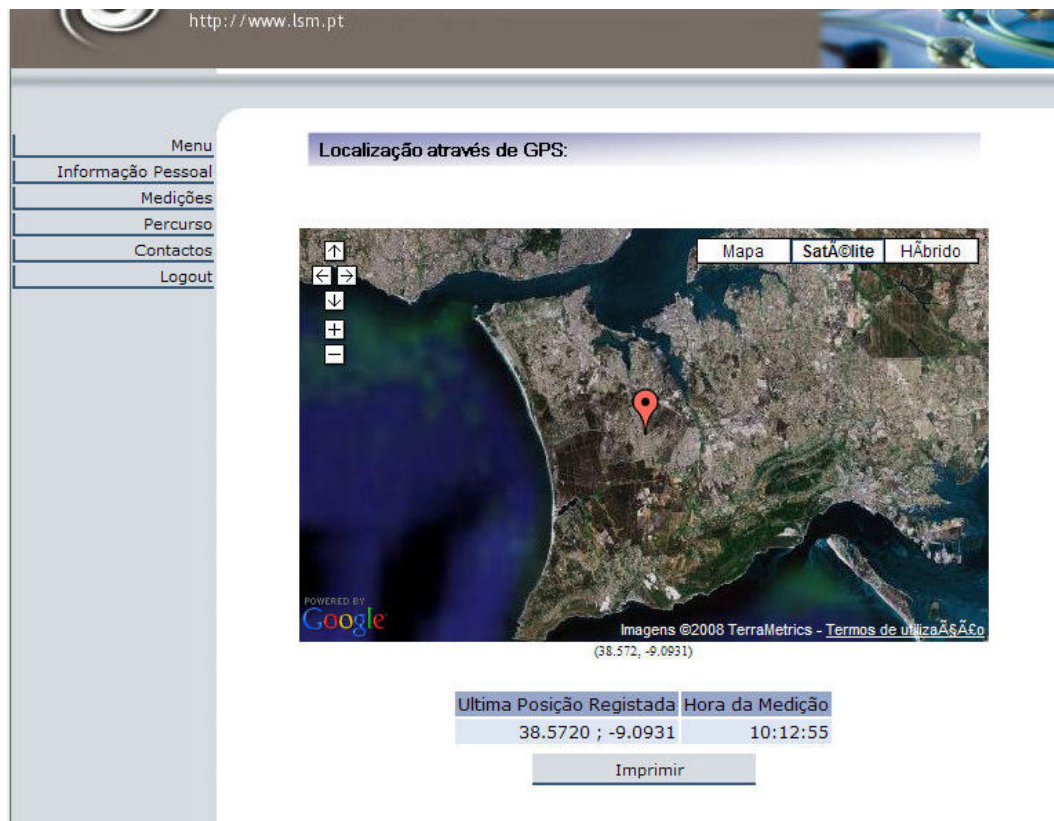 http://www.lsm.pt
Menu
Informação Pessoal
Medições
Percurso
Contactos
Logout
Localização através de GPS:
Mapa
SatÃ©lite
HÃ­brido
POWERED BY
Google
Imagens ©2008 TerraMetrics - Termos de utilizaÃ§Ã£o
(38.572, -9.0931)
Ultima Posição Registada Hora da Medição
38.5720 ; -9.0931 10:12:55
Imprimir